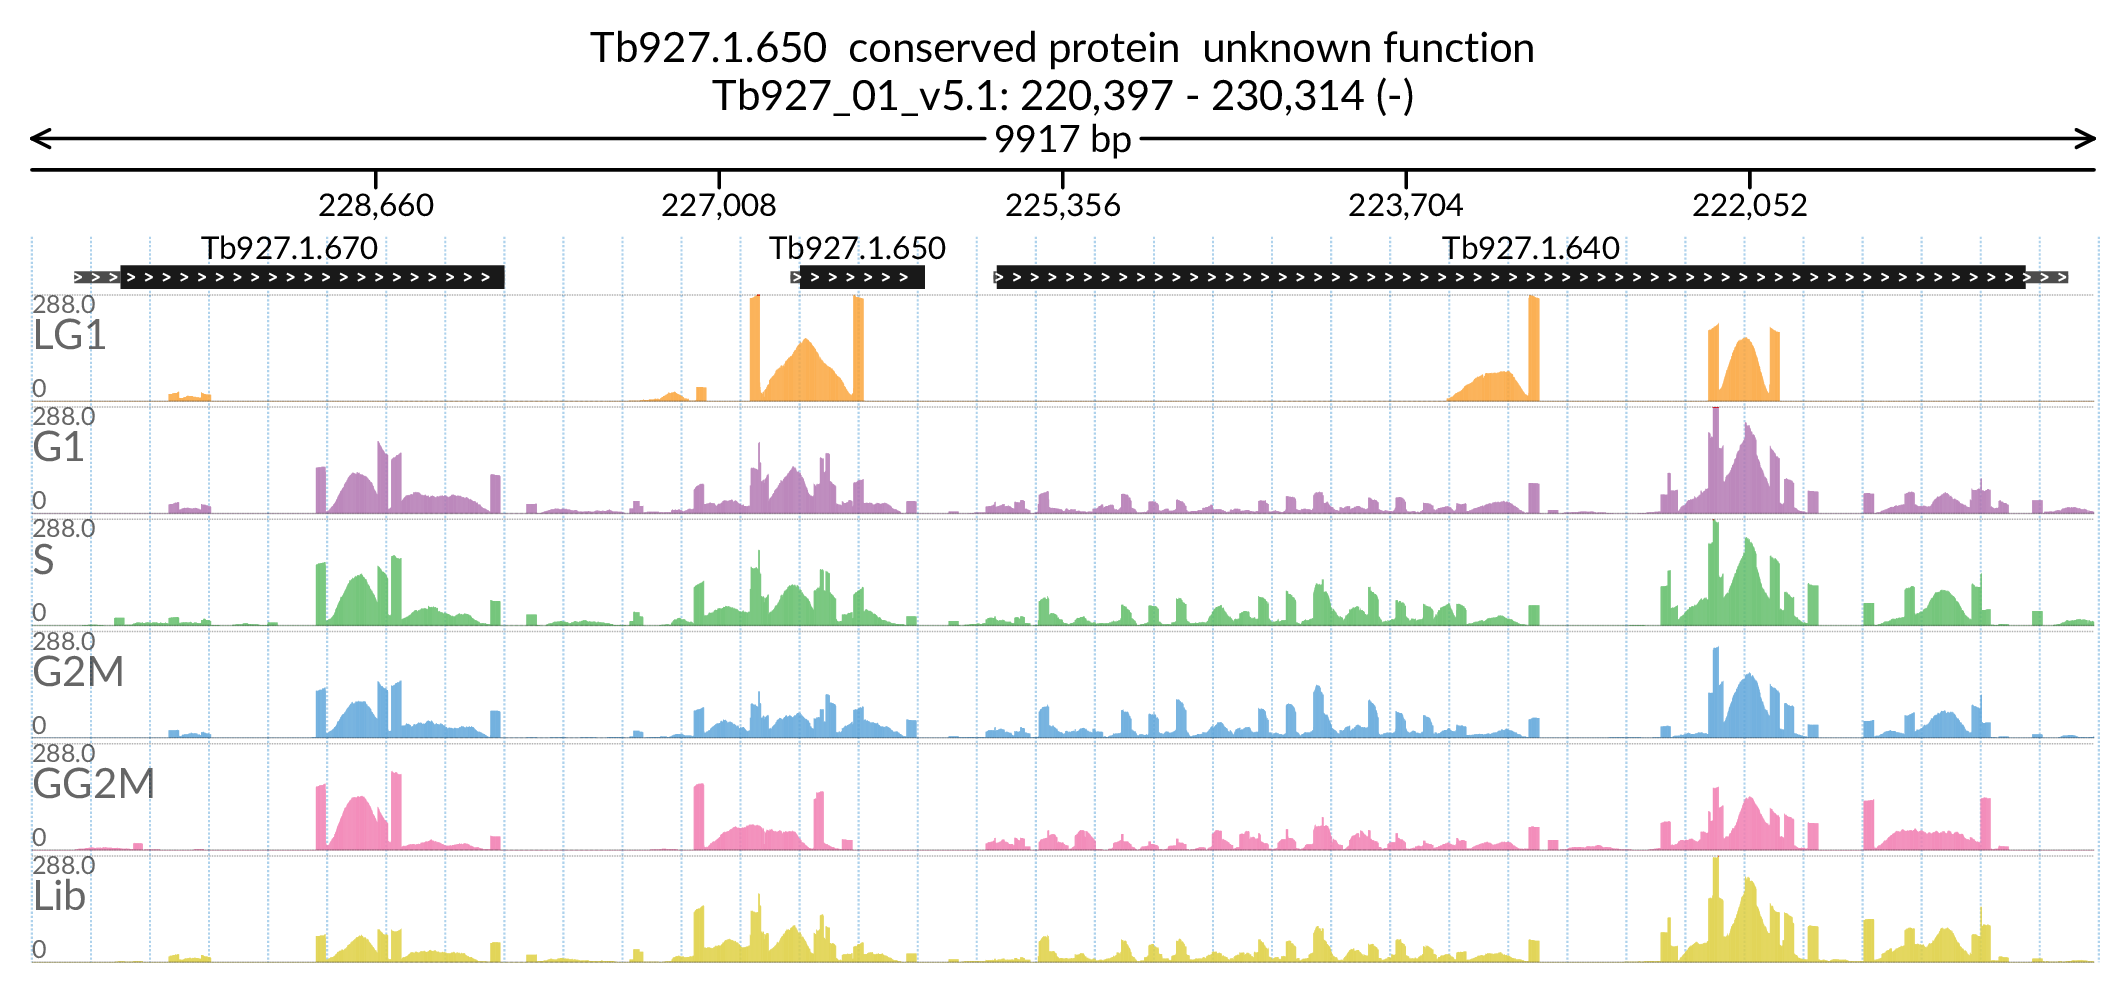 Tb927.1.650  conserved protein  unknown function
Tb927_01_v5.1: 220,397 - 230,314 (-)
9917 bp
228,660 227,008 225,356 223,704 222,052
Tb927.1.670 Tb927.1.650 Tb927.1.640
288.0
LG1
0
288.0
G1
0
288.0
S
0
288.0
G2M
0
288.0
GG2M
0
288.0
Lib
0